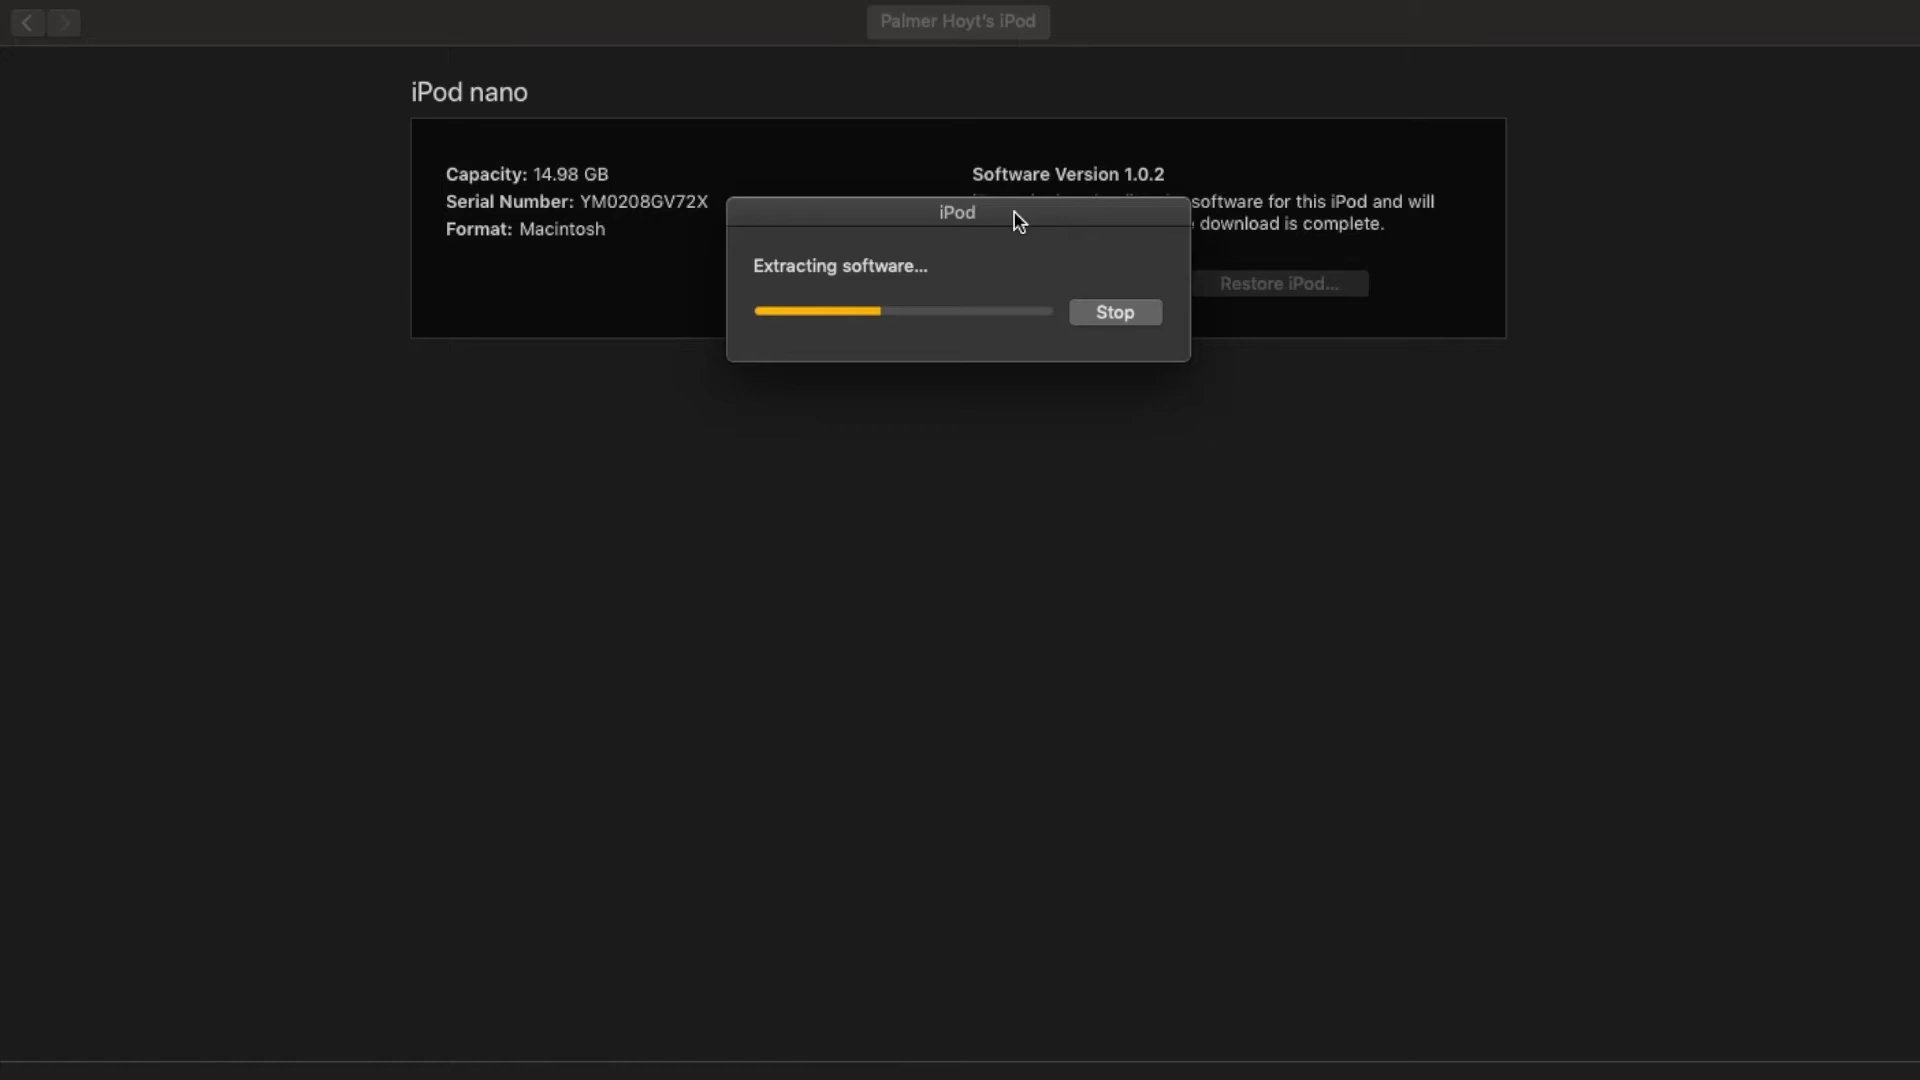 Palmer Hoyt's iPod
iPod nano
Capacity: 14.98 GB
Serial Number: YM0208GV72X
Format: Macintosh
Software Version 1.0.2
software for this iPod and will
download is complete.
Restore iPod...
iPod
Extracting software...
Stop